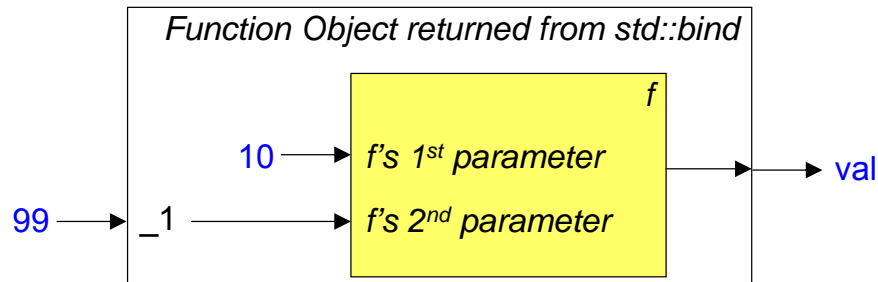 Function Object returned from std::bind
f
10
f's 1st parameter
val
99
_1
f's 2nd parameter